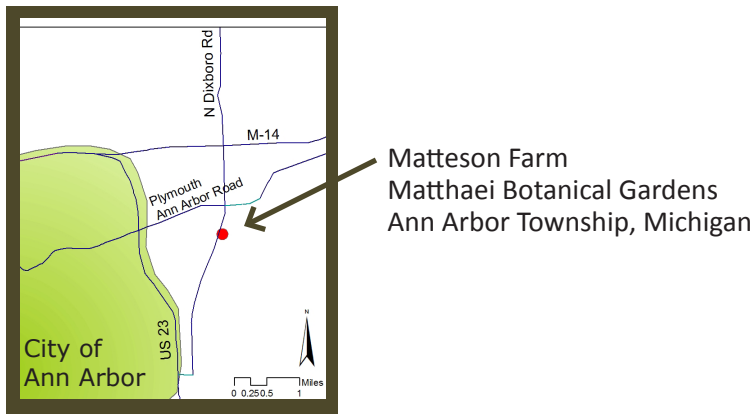 N Dixboro Rd
M-14
Plymouth
Ann Arbor Road
US 23
City of
Ann Arbor
N
Miles
0 0.25 0.5 1
Matteson Farm
Matthaei Botanical Gardens
Ann Arbor Township, Michigan